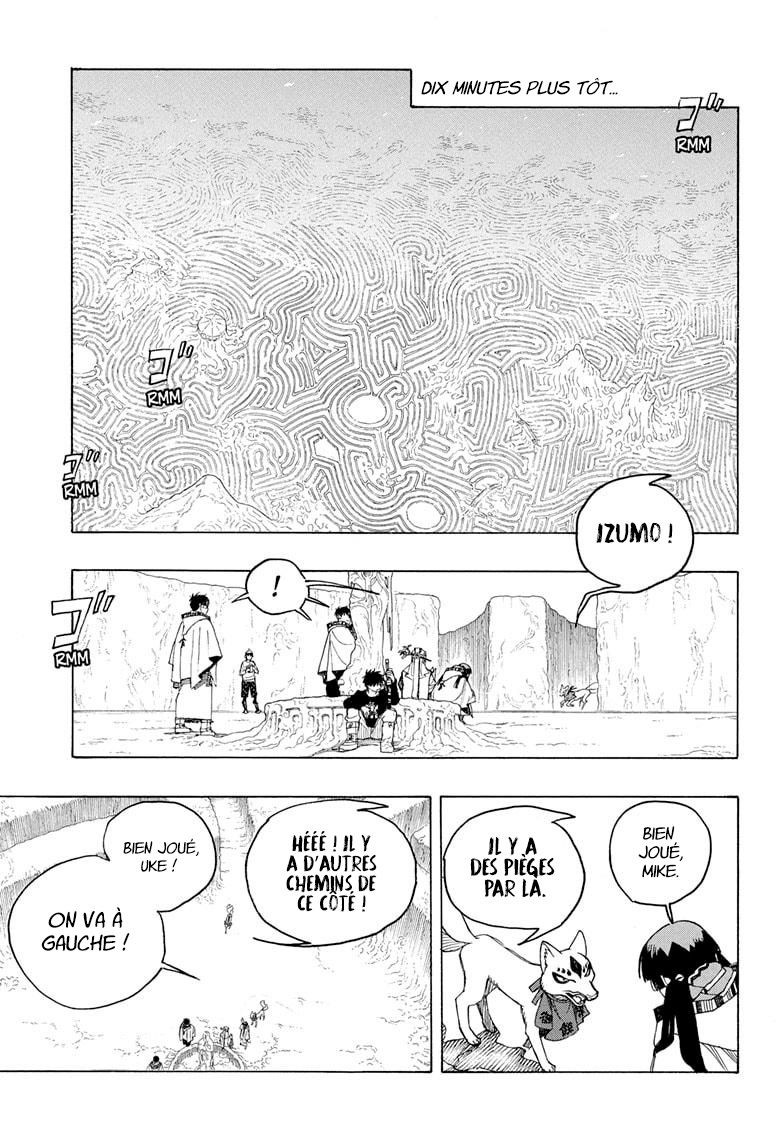 DIX MINUTES PLUS TÔT...
ゴ"
RMM
ゴ"
RMM
ゴ"
RMM
IZUMO !
!
ゴ"
RMM
BIEN JOUÉ,
UKE !
ON VA À
GAUCHE !
HÉÉÉ ! IL Y
A D'AUTRES
CHEMINS DE
CE CÔTÉ !
IL Y A
DES PIÈGES
PAR LÀ.
BIEN
JOUÉ,
MIKE.